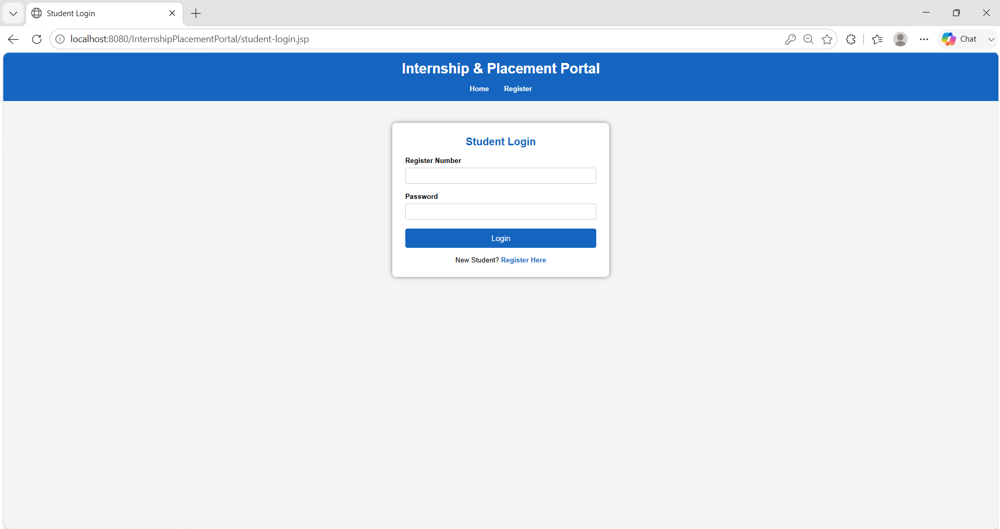 Student Login
localhost:8080/InternshipPlacementPortal/student-login.jsp
Chat
Internship & Placement Portal
Home Register
Student Login
Register Number
Password
Login
New Student? Register Here